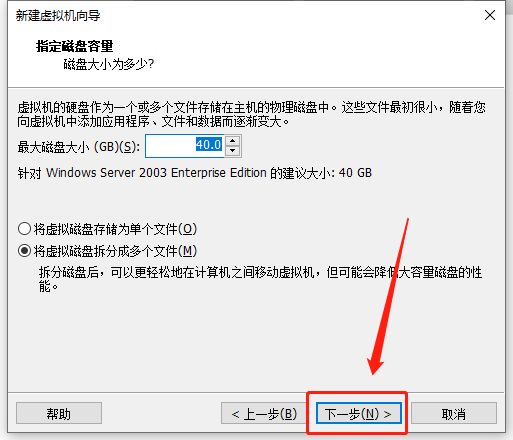 新建虚拟机向导
指定磁盘容量
磁盘大小为多少?
虚拟机的硬盘作为一个或多个文件存储在主机的物理磁盘中。这些文件最初很小，随着您
向虚拟机中添加应用程序、文件和数据而逐渐变大。
最大磁盘大小 (GB)(S): 40.0
针对 Windows Server 2003 Enterprise Edition 的建议大小: 40 GB
将虚拟磁盘存储为单个文件(O)
将虚拟磁盘拆分成多个文件(M)
拆分磁盘后，可以更轻松地在计算机之间移动虚拟机，但可能会降低大容量磁盘的性
能。
帮助 < 上一步(B) 下一步(N) > 取消